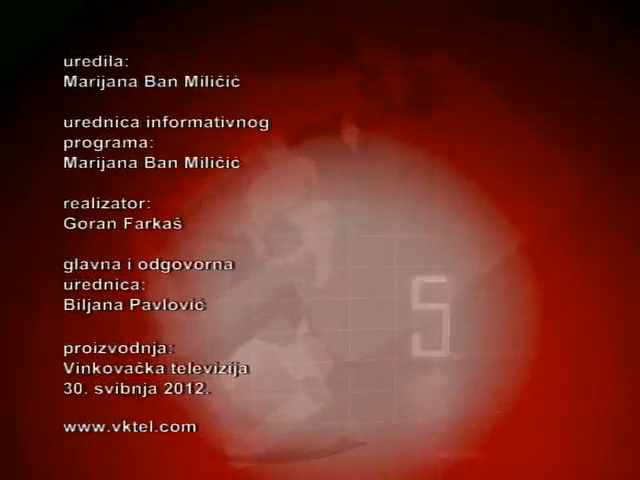 uredila:
Marijana Ban Miličić
urednica informativnog
programa:
Marijana Ban Miličić
realizator:
Goran Farkaš
glavna i odgovorna
urednica:
Biljana Pavlović
proizvodnja:
Vinkovačka televizija
30. svibnja 2012.
www.vktel.com
5